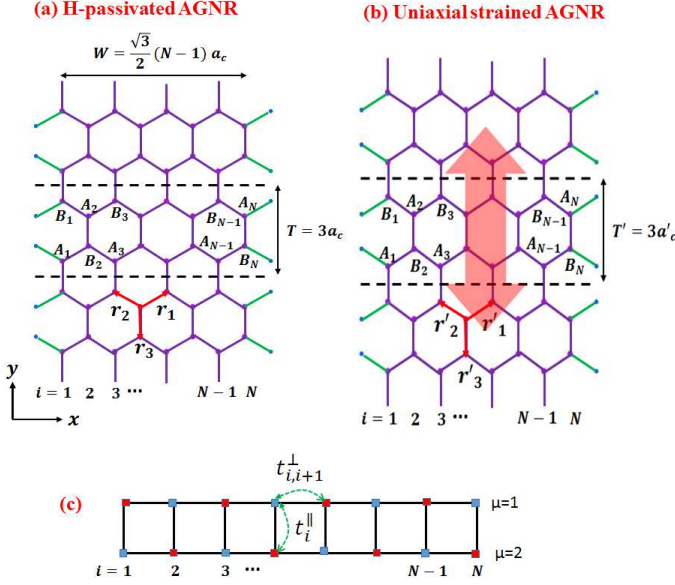 (a) H-passivated AGNR
(b) Uniaxial strained AGNR
W = √3/2 (N − 1) a_c
B_1 A_2 B_3 B_{N−1} A_N
A_1 B_2 A_3 A_{N−1} B_N
T = 3a_c
r_2 r_1
r_3
y
x
i = 1 2 3 ··· N − 1 N
B_1 A_2 B_3 B_{N−1} A_N
A_1 B_2 A_3 A_{N−1} B_N
T′ = 3a′_c
r′_2 r′_1
r′_3
i = 1 2 3 ··· N − 1 N
(c)
t^⊥_{i,i+1}
t^∥_i
μ=1
μ=2
i = 1 2 3 ··· N − 1 N